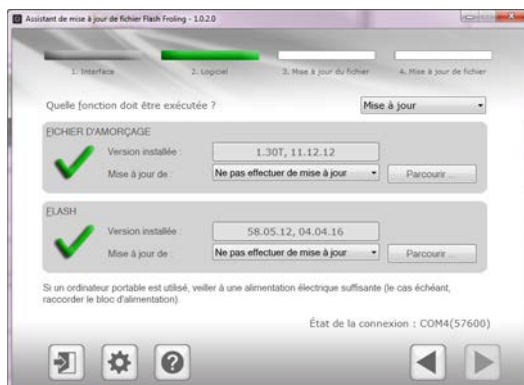 Assistant de mise à jour de fichier Flash Froling - 1.0.2.0
1. Interface
2. Logiciel
3. Mise à jour du fichier
4. Mise à jour de fichier
Quelle fonction doit être exécutée ?
Mise à jour
FICHIER D'AMORÇAGE
Version installée :
1.30T, 11.12.12
Mise à jour de :
Ne pas effectuer de mise à jour
Parcourir ...
FLASH
Version installée :
58.05.12, 04.04.16
Mise à jour de :
Ne pas effectuer de mise à jour
Parcourir ...
Si un ordinateur portable est utilisé, veiller à une alimentation électrique suffisante (le cas échéant,
raccorder le bloc d'alimentation).
État de la connexion : COM4(57600)